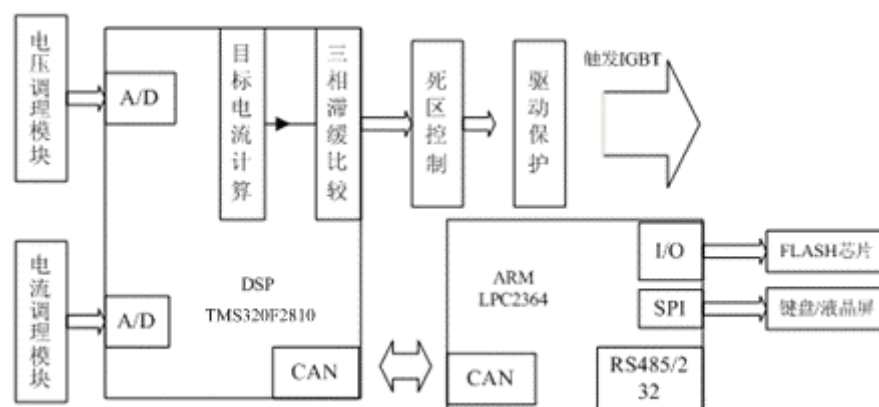 电压调理模块
A/D
目标电流计算
三相滞缓比较
死区控制
驱动保护
触发IGBT
电流调理模块
A/D
DSP
TMS320F2810
CAN
ARM
LPC2364
I/O
FLASH芯片
SPI
键盘/液晶屏
CAN
RS485/2
32